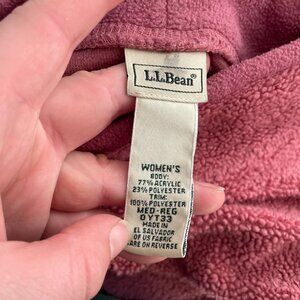 L.L.Bean®
WOMEN'S
BODY:
77% ACRYLIC
23% POLYESTER
TRIM:
100% POLYESTER
MED-REG
0YT33
MADE IN
EL SALVADOR
OF US FABRIC
CARE ON REVERSE